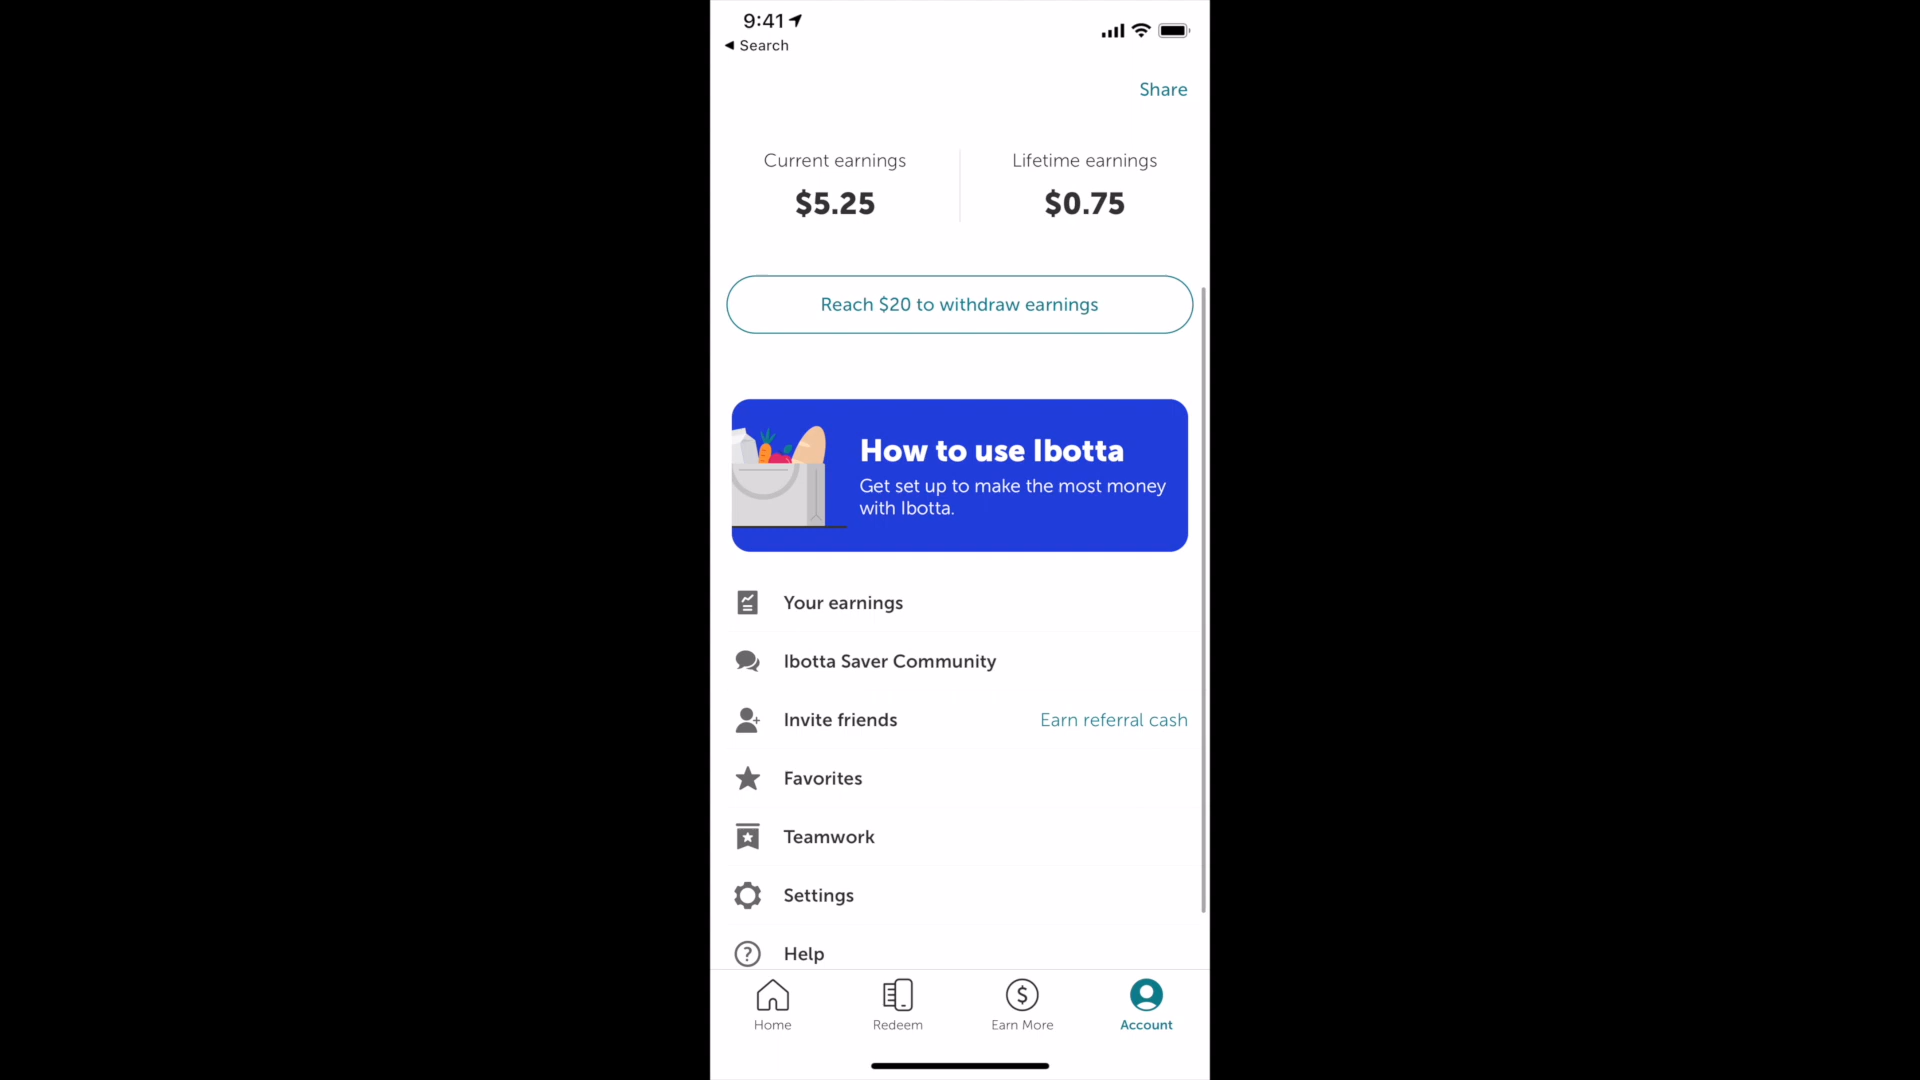 9:41
◀ Search
Share
Current earnings
$5.25
Lifetime earnings
$0.75
Reach $20 to withdraw earnings
How to use Ibotta
Get set up to make the most money
with Ibotta.
Your earnings
Ibotta Saver Community
Invite friends
Earn referral cash
Favorites
Teamwork
Settings
Help
Home
Redeem
Earn More
Account